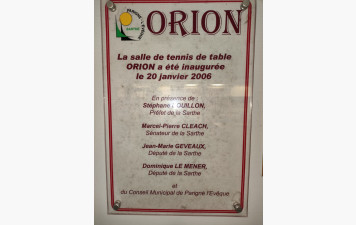 ORION
La salle de tennis de table
ORION a été inaugurée
le 20 janvier 2006
En présence de :
Stéphane BOUILLON,
Préfet de la Sarthe
Marcel-Pierre CLEACH,
Sénateur de la Sarthe
Jean-Marie GEVEAUX,
Député de la Sarthe
Dominique LE MENER,
Député de la Sarthe
et
du Conseil Municipal de Parigné l'Evêque